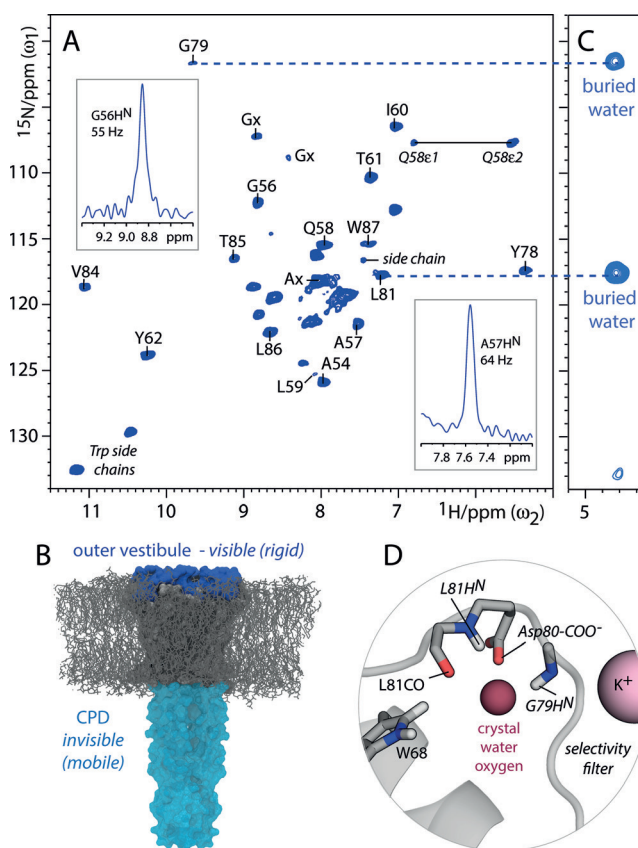 A
C
15N/ppm (ω1)
G79
buried
water
G56HN
55 Hz
9.2 9.0 8.8 ppm
Gx
Gx
I60
Q58ε1
Q58ε2
T61
G56
110
115
120
125
130
T85
Q58
W87
side chain
Y78
V84
Ax
L81
buried
water
Y62
L86
A57
A54
L59
A57HN
64 Hz
7.8 7.6 7.4 ppm
Trp side
chains
11 10 9 8 7
1H/ppm (ω2)
5
B
outer vestibule - visible (rigid)
CPD
invisible
(mobile)
D
L81HN
Asp80-COO−
L81CO
G79HN
K+
W68
crystal
water
oxygen
selectivity
filter